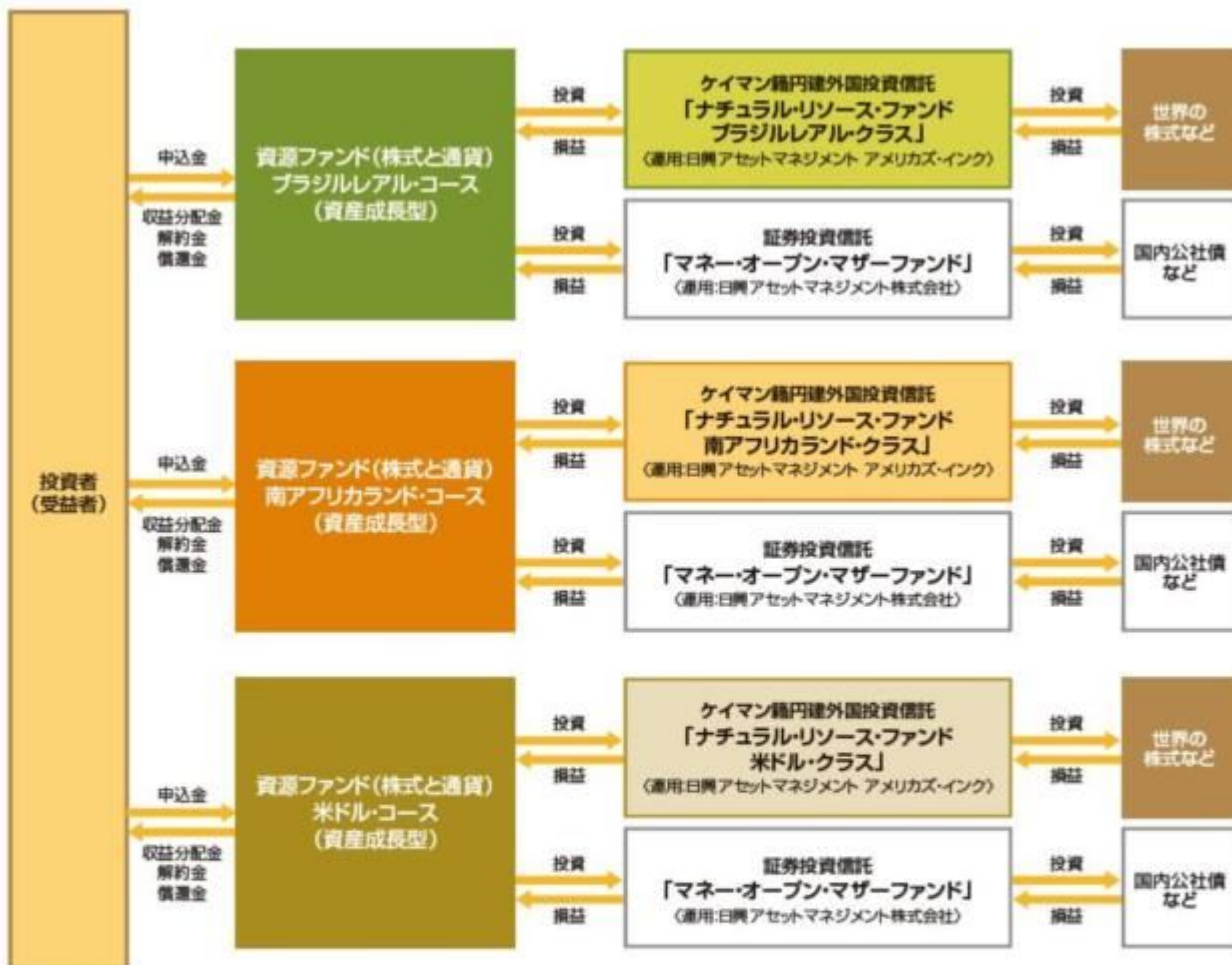 投資者
(受益者)
申込金
収益分配金
解約金
償還金
資源ファンド(株式と通貨)
ブラジルレアル・コース
(資産成長型)
投資
損益
ケイマン籍円建外国投資信託
「ナチュラル・リソース・ファンド
ブラジルレアル・クラス」
〈運用:日興アセットマネジメント アメリカズ・インク〉
投資
損益
世界の
株式など
投資
損益
証券投資信託
「マネー・オープン・マザーファンド」
〈運用:日興アセットマネジメント株式会社〉
投資
損益
国内公社債
など
申込金
収益分配金
解約金
償還金
資源ファンド(株式と通貨)
南アフリカランド・コース
(資産成長型)
投資
損益
ケイマン籍円建外国投資信託
「ナチュラル・リソース・ファンド
南アフリカランド・クラス」
〈運用:日興アセットマネジメント アメリカズ・インク〉
投資
損益
世界の
株式など
投資
損益
証券投資信託
「マネー・オープン・マザーファンド」
〈運用:日興アセットマネジメント株式会社〉
投資
損益
国内公社債
など
申込金
収益分配金
解約金
償還金
資源ファンド(株式と通貨)
米ドル・コース
(資産成長型)
投資
損益
ケイマン籍円建外国投資信託
「ナチュラル・リソース・ファンド
米ドル・クラス」
〈運用:日興アセットマネジメント アメリカズ・インク〉
投資
損益
世界の
株式など
投資
損益
証券投資信託
「マネー・オープン・マザーファンド」
〈運用:日興アセットマネジメント株式会社〉
投資
損益
国内公社債
など